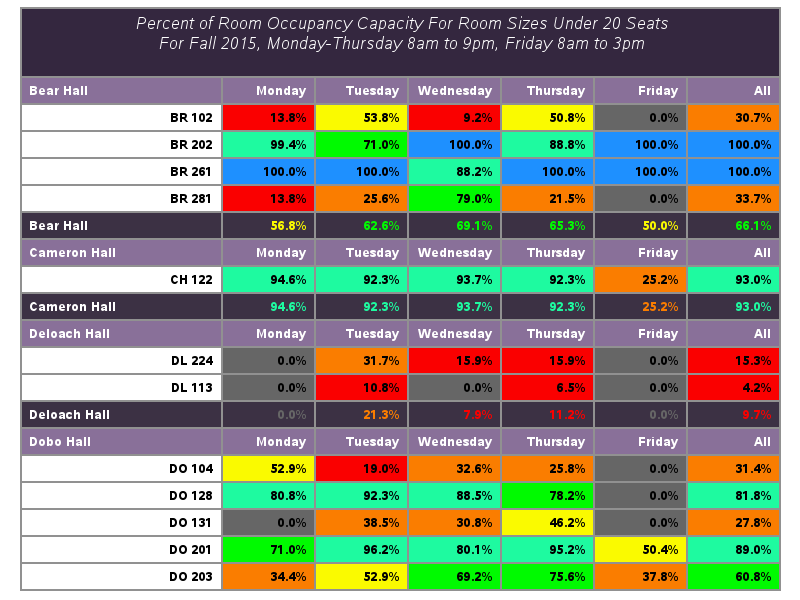 Percent of Room Occupancy Capacity For Room Sizes Under 20 Seats
For Fall 2015, Monday-Thursday 8am to 9pm, Friday 8am to 3pm
Bear Hall Monday Tuesday Wednesday Thursday Friday All
BR 102 13.8% 53.8% 9.2% 50.8% 0.0% 30.7%
BR 202 99.4% 71.0% 100.0% 88.8% 100.0% 100.0%
BR 261 100.0% 100.0% 88.2% 100.0% 100.0% 100.0%
BR 281 13.8% 25.6% 79.0% 21.5% 0.0% 33.7%
Bear Hall 56.8% 62.6% 69.1% 65.3% 50.0% 66.1%
Cameron Hall Monday Tuesday Wednesday Thursday Friday All
CH 122 94.6% 92.3% 93.7% 92.3% 25.2% 93.0%
Cameron Hall 94.6% 92.3% 93.7% 92.3% 25.2% 93.0%
Deloach Hall Monday Tuesday Wednesday Thursday Friday All
DL 224 0.0% 31.7% 15.9% 15.9% 0.0% 15.3%
DL 113 0.0% 10.8% 0.0% 6.5% 0.0% 4.2%
Deloach Hall 0.0% 21.3% 7.9% 11.2% 0.0% 9.7%
Dobo Hall Monday Tuesday Wednesday Thursday Friday All
DO 104 52.9% 19.0% 32.6% 25.8% 0.0% 31.4%
DO 128 80.8% 92.3% 88.5% 78.2% 0.0% 81.8%
DO 131 0.0% 38.5% 30.8% 46.2% 0.0% 27.8%
DO 201 71.0% 96.2% 80.1% 95.2% 50.4% 89.0%
DO 203 34.4% 52.9% 69.2% 75.6% 37.8% 60.8%